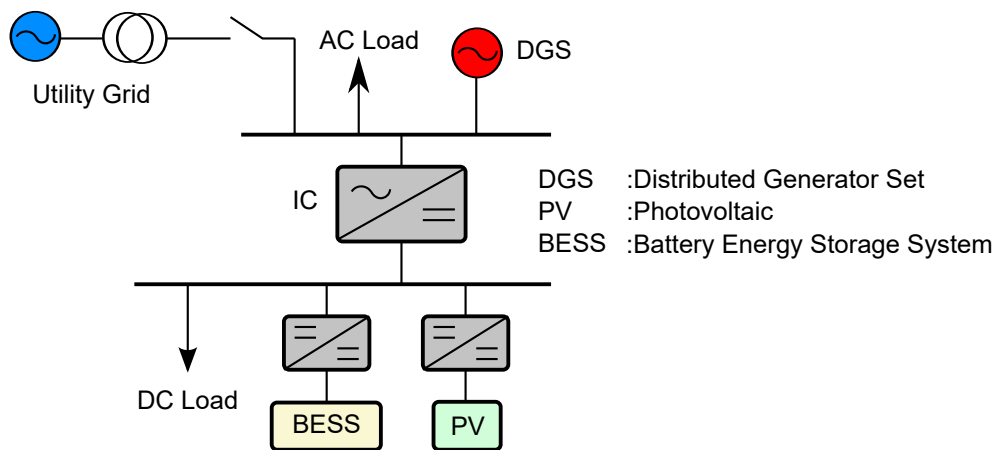 AC Load
DGS
Utility Grid
IC
DGS :Distributed Generator Set
PV :Photovoltaic
BESS :Battery Energy Storage System
DC Load
BESS
PV